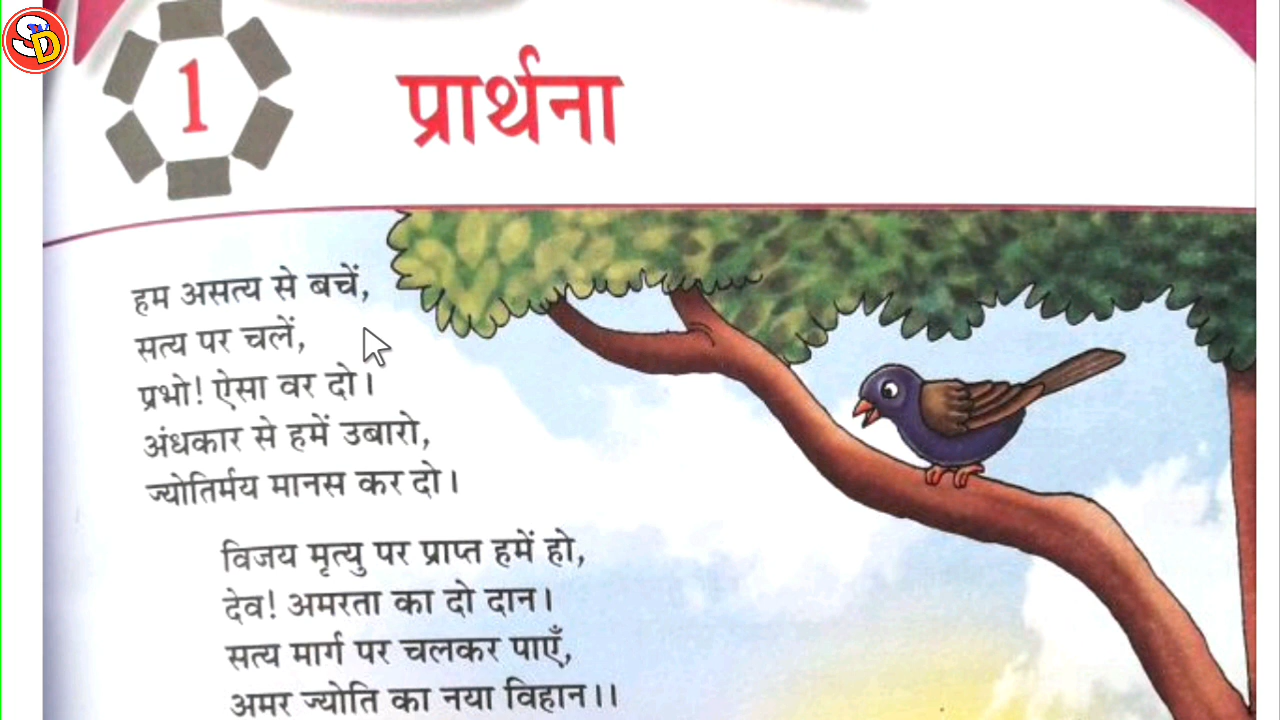 SD
1
प्रार्थना
हम असत्य से बचें,
सत्य पर चलें,
प्रभो! ऐसा वर दो।
अंधकार से हमें उबारो,
ज्योतिर्मय मानस कर दो।
विजय मृत्यु पर प्राप्त हमें हो,
देव! अमरता का दो दान।
सत्य मार्ग पर चलकर पाएँ,
अमर ज्योति का नया विहान।।